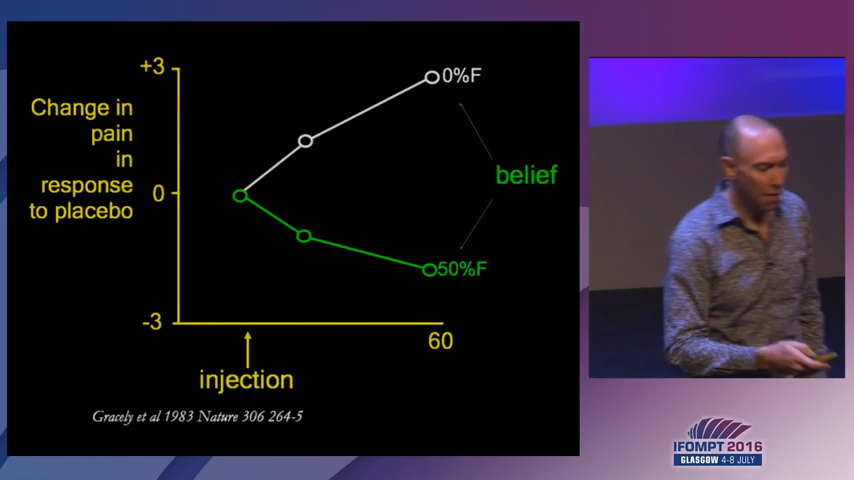 +3
0%F
Change in
pain
in
response
to placebo
belief
0
50%F
-3
60
injection
Gracely et al 1983 Nature 306 264-5
IFOMPT 2016
GLASGOW 4-8 JULY